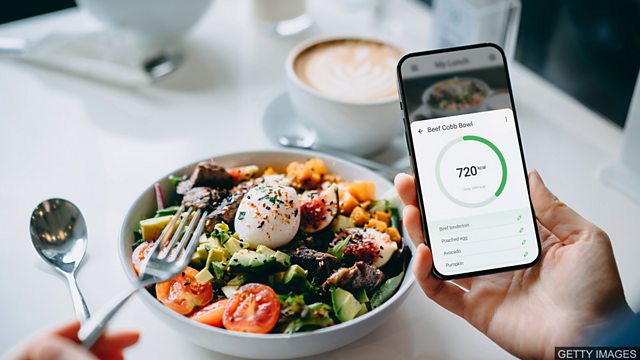 My Lunch
Beef Cobb Bowl
720 kcal
Beef tenderloin
Poached egg
Avocado
Pumpkin
GETTY IMAGES